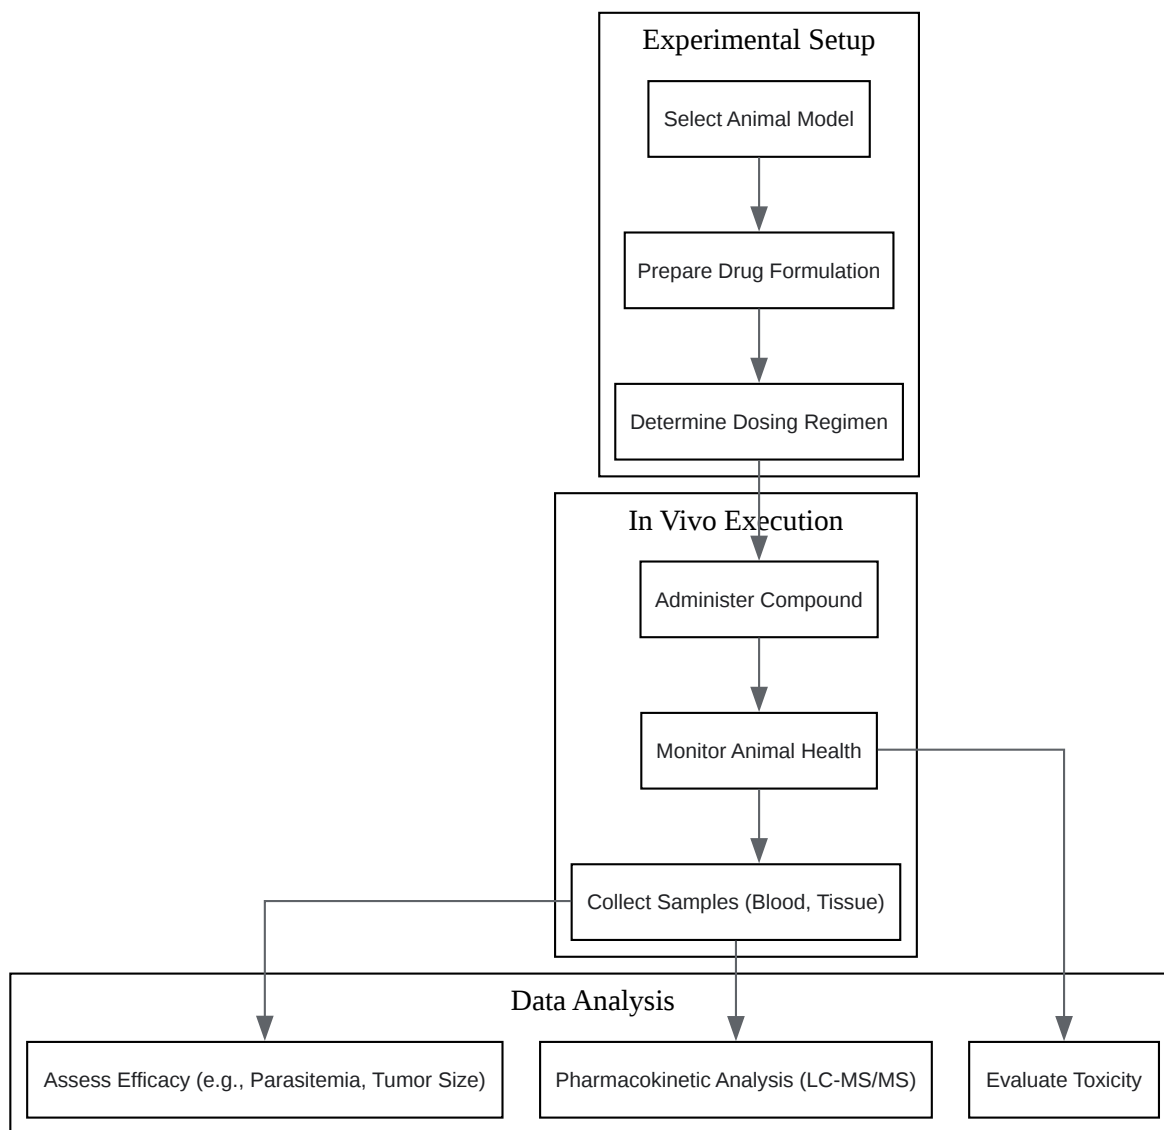 Experimental Setup
Select Animal Model
Prepare Drug Formulation
Determine Dosing Regimen
In Vivo Execution
Administer Compound
Monitor Animal Health
Collect Samples (Blood, Tissue)
Data Analysis
Assess Efficacy (e.g., Parasitemia, Tumor Size)
Pharmacokinetic Analysis (LC-MS/MS)
Evaluate Toxicity